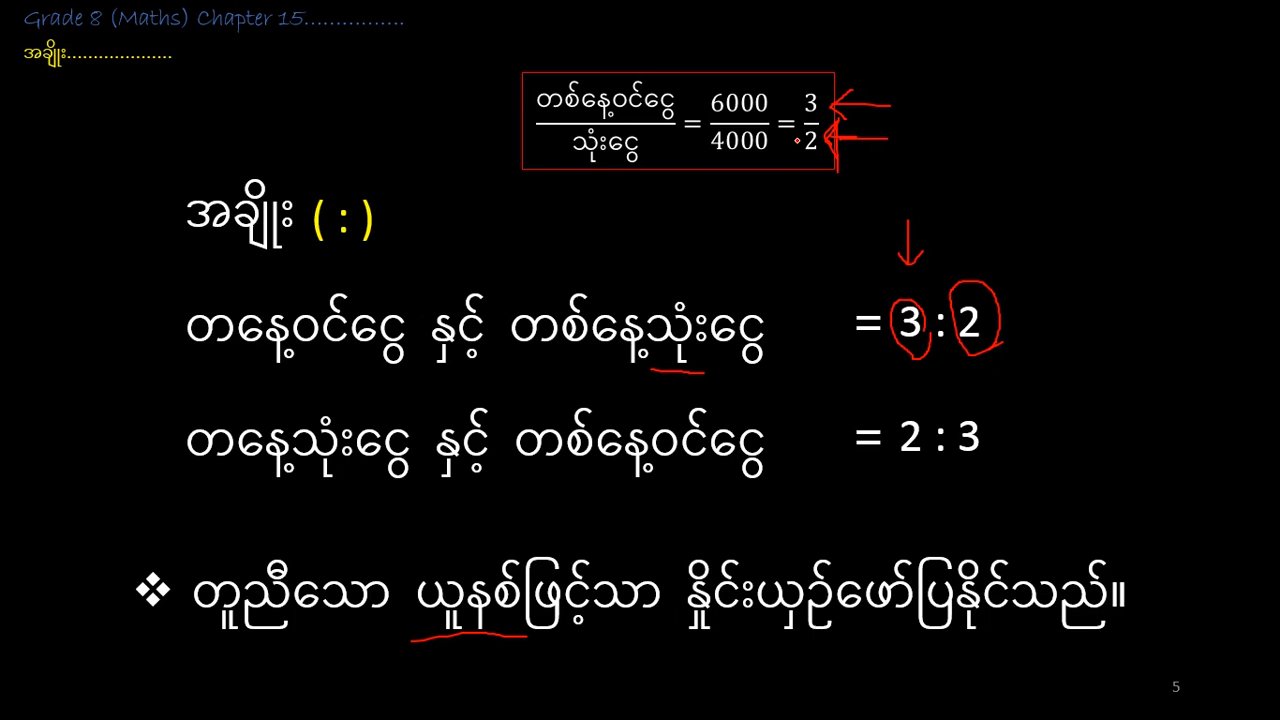 Grade 8 (Maths) Chapter 15................
အချိုး....................
တစ်နေ့ဝင်ငွေ / သုံးငွေ = 6000 / 4000 = 3 / 2
အချိုး ( : )
တနေ့ဝင်ငွေ နှင့် တစ်နေ့သုံးငွေ = 3 : 2
တနေ့သုံးငွေ နှင့် တစ်နေ့ဝင်ငွေ = 2 : 3
❖ တူညီသော ယူနစ်ဖြင့်သာ နှိုင်းယှဉ်ဖော်ပြနိုင်သည်။
5